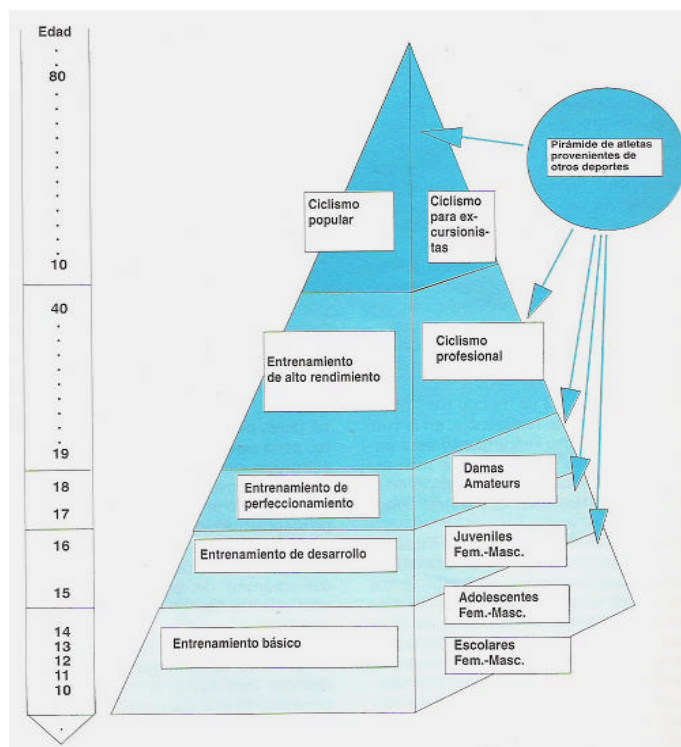 Edad
80
10
40
19
18
17
16
15
14
13
12
11
10
Pirámide de atletas
provenientes de
otros deportes
Ciclismo
popular
Ciclismo
para ex-
cursionis-
tas
Entrenamiento
de alto rendimiento
Ciclismo
profesional
Entrenamiento de
perfeccionamiento
Damas
Amateurs
Entrenamiento de desarrollo
Juveniles
Fem.-Masc.
Adolescentes
Fem.-Masc.
Entrenamiento básico
Escolares
Fem.-Masc.